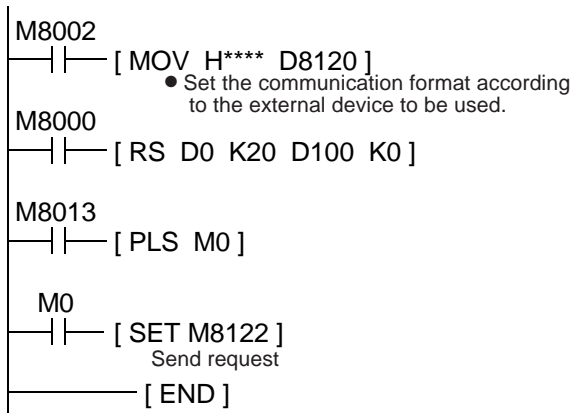 M8002
[ MOV H**** D8120 ]
● Set the communication format according
to the external device to be used.
M8000
[ RS D0 K20 D100 K0 ]
M8013
[ PLS M0 ]
M0
[ SET M8122 ]
Send request
[ END ]